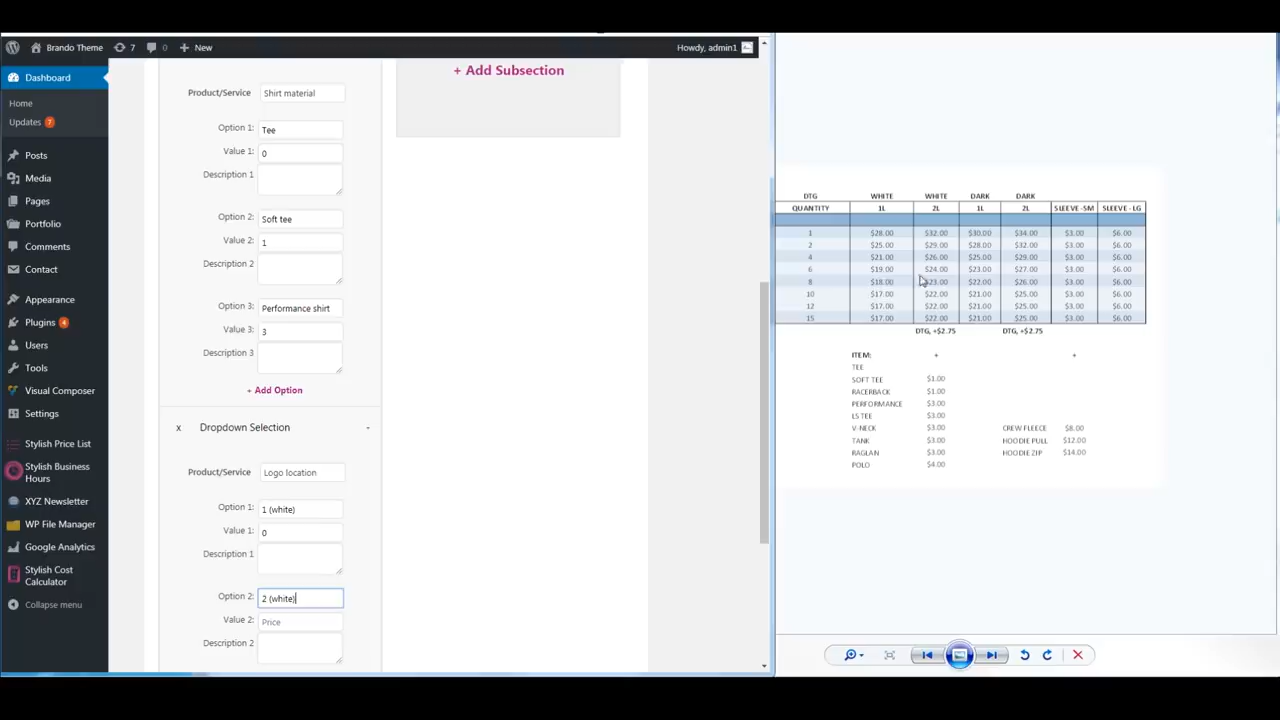 Brando Theme 7 0 New Howdy, admin1
Dashboard
Home
Updates 7
Posts
Media
Pages
Portfolio
Comments
Contact
Appearance
Plugins 4
Users
Tools
Visual Composer
Settings
Stylish Price List
Stylish Business
Hours
XYZ Newsletter
WP File Manager
Google Analytics
Stylish Cost
Calculator
Collapse menu
+ Add Subsection
Product/Service Shirt material
Option 1: Tee
Value 1: 0
Description 1
Option 2: Soft tee
Value 2: 1
Description 2
Option 3: Performance shirt
Value 3: 3
Description 3
+ Add Option
x Dropdown Selection -
Product/Service Logo location
Option 1: 1 (white)
Value 1: 0
Description 1
Option 2: 2 (white)
Value 2: Price
Description 2
DTG WHITE WHITE DARK DARK
QUANTITY 1L 2L 1L 2L SLEEVE -SM SLEEVE - LG
1 $28.00 $32.00 $30.00 $34.00 $3.00 $6.00
2 $25.00 $29.00 $28.00 $32.00 $3.00 $6.00
4 $21.00 $26.00 $25.00 $29.00 $3.00 $6.00
6 $19.00 $24.00 $23.00 $27.00 $3.00 $6.00
8 $18.00 $23.00 $22.00 $26.00 $3.00 $6.00
10 $17.00 $22.00 $21.00 $25.00 $3.00 $6.00
12 $17.00 $22.00 $21.00 $25.00 $3.00 $6.00
15 $17.00 $22.00 $21.00 $25.00 $3.00 $6.00
DTG, +$2.75 DTG, +$2.75
ITEM: + +
TEE
SOFT TEE $1.00
RACERBACK $1.00
PERFORMANCE $3.00
LS TEE $3.00
V-NECK $3.00 CREW FLEECE $8.00
TANK $3.00 HOODIE PULL $12.00
RAGLAN $3.00 HOODIE ZIP $14.00
POLO $4.00